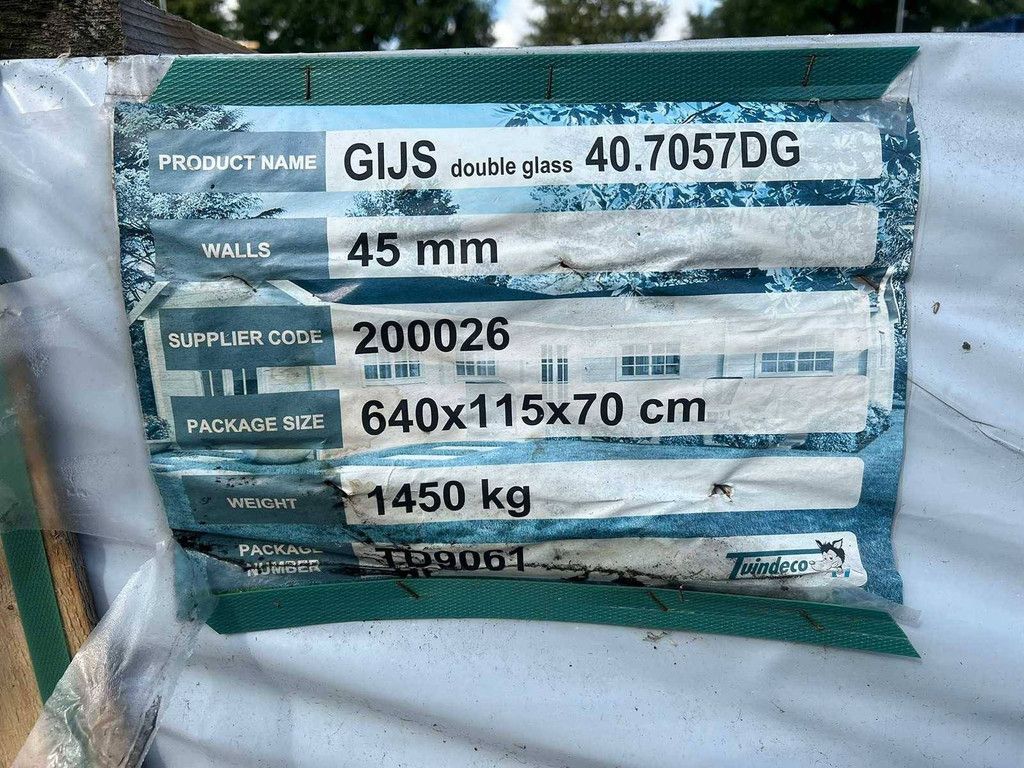 PRODUCT NAME GIJS double glass 40.7057DG
WALLS 45 mm
SUPPLIER CODE 200026
PACKAGE SIZE 640x115x70 cm
WEIGHT 1450 kg
PACKAGE
NUMBER TD9061
Tuindeco